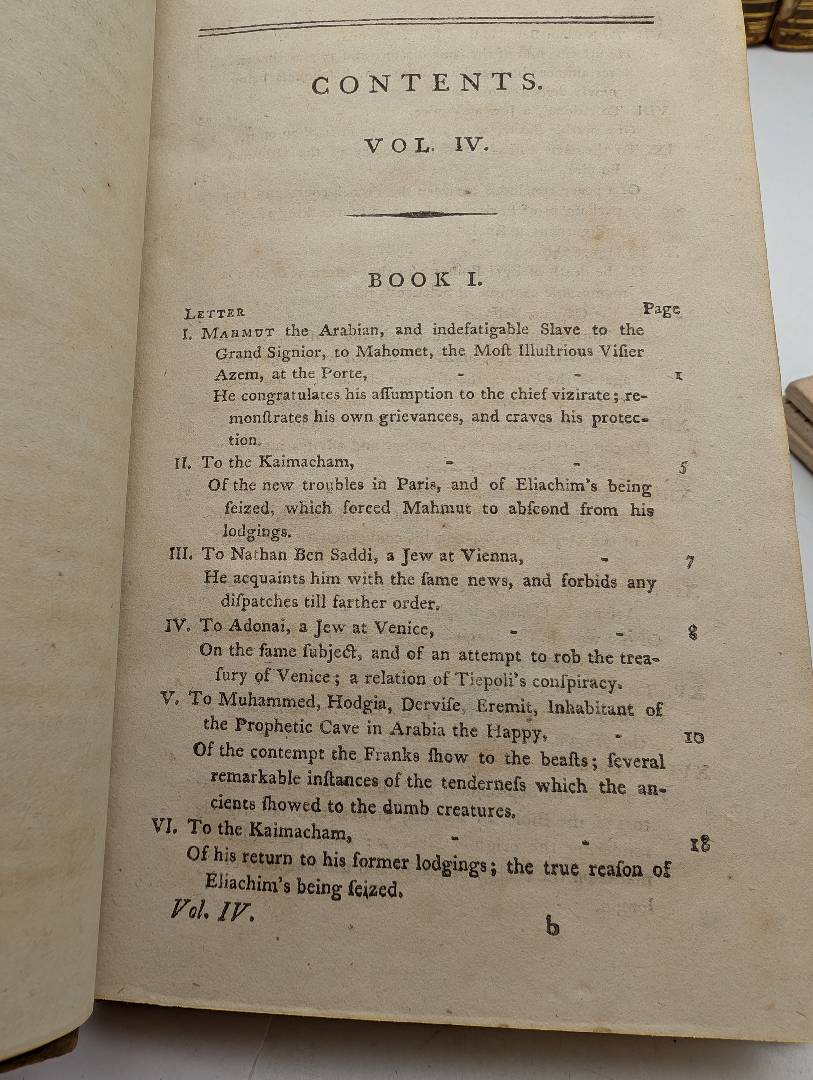 CONTENTS.
VOL. IV.
BOOK I.
LETTER Page
I. MAHMUT the Arabian, and indefatigable Slave to the
Grand Signior, to Mahomet, the Moſt Illuſtrious Viſier
Azem, at the Porte, - - 1
He congratulates his aſſumption to the chief vizirate; re-
monſtrates his own grievances, and craves his protec-
tion.
II. To the Kaimacham, - - 5
Of the new troubles in Paris, and of Eliachim's being
ſeized, which forced Mahmut to abſcond from his
lodgings.
III. To Nathan Ben Saddi, a Jew at Vienna, - 7
He acquaints him with the ſame news, and forbids any
diſpatches till farther order.
IV. To Adonai, a Jew at Venice, - - 8
On the ſame ſubject, and of an attempt to rob the trea-
ſury of Venice; a relation of Tiepoli's conſpiracy.
V. To Muhammed, Hodgia, Derviſe, Eremit, Inhabitant of
the Prophetic Cave in Arabia the Happy, - 10
Of the contempt the Franks ſhow to the beaſts; ſeveral
remarkable inſtances of the tenderneſs which the an-
cients ſhowed to the dumb creatures.
VI. To the Kaimacham, - - 18
Of his return to his former lodgings; the true reaſon of
Eliachim's being ſeized.
Vol. IV. b